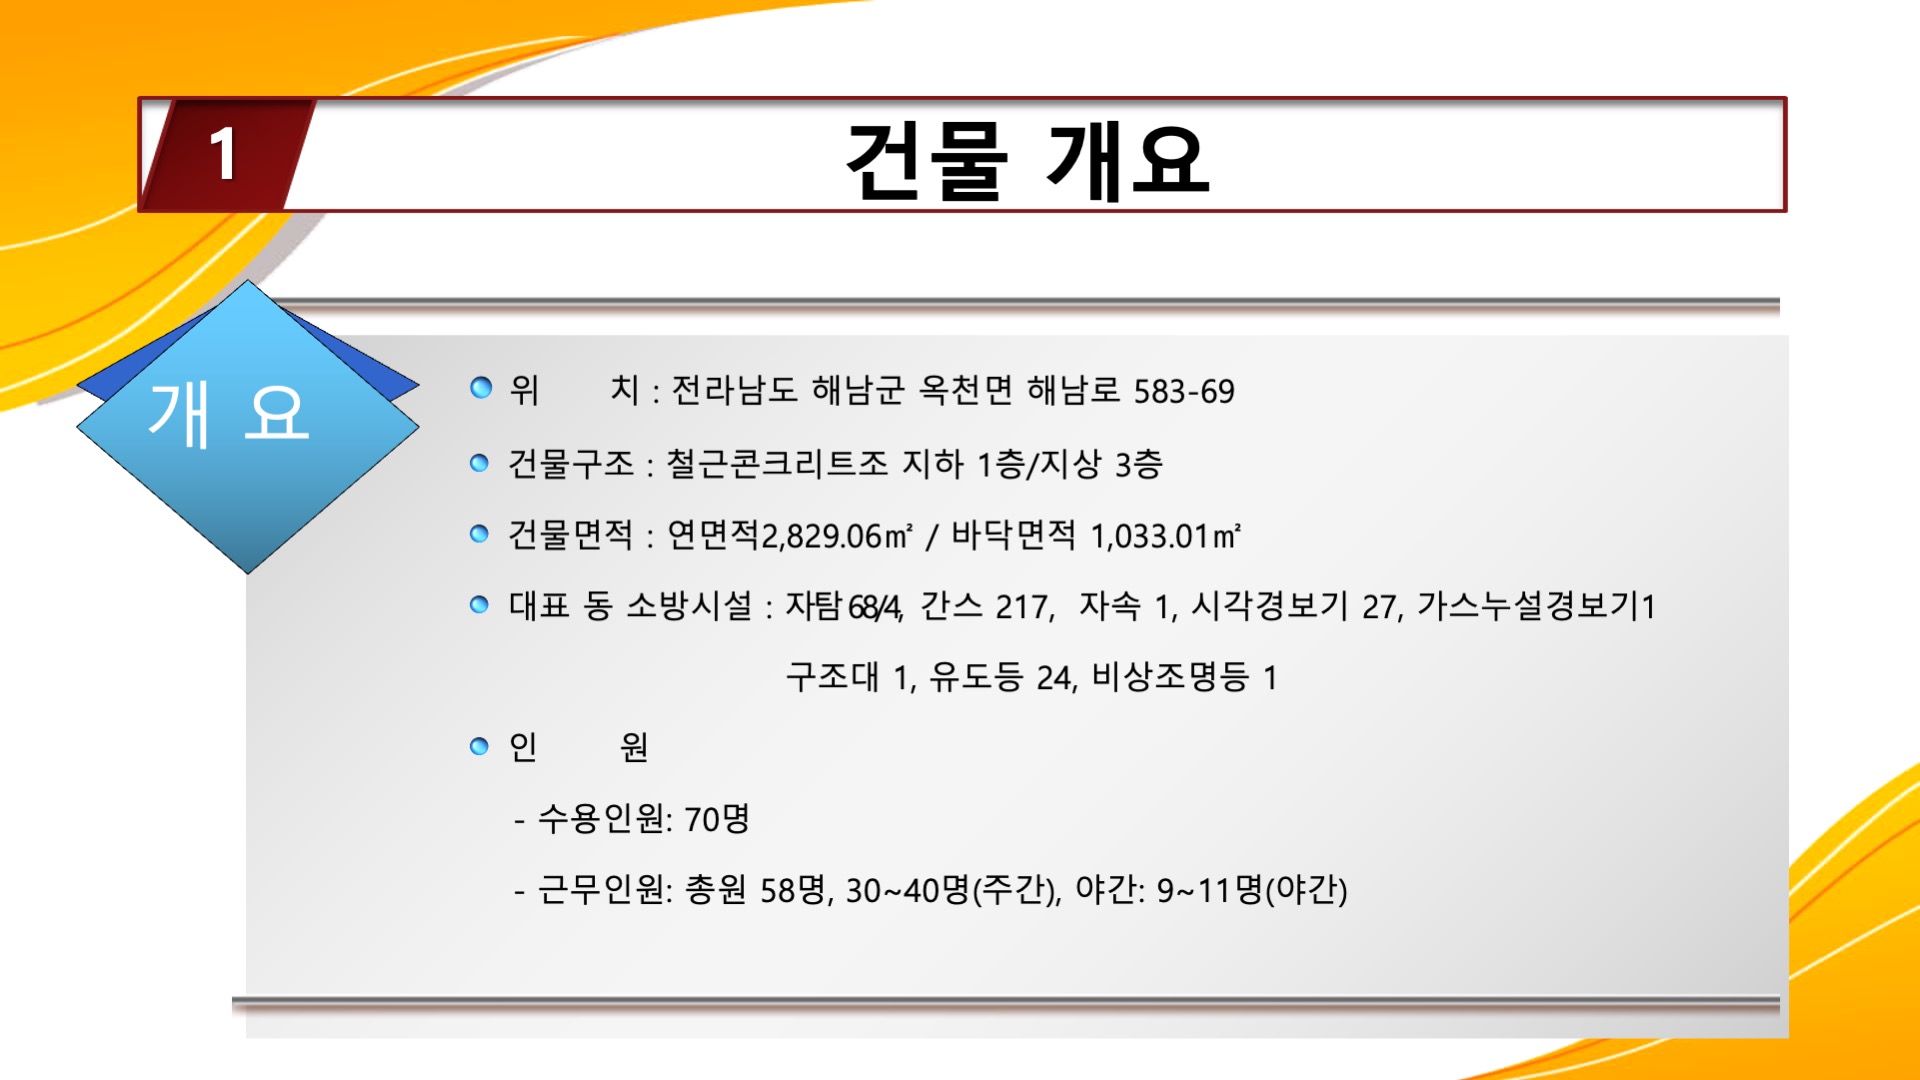 1
건물 개요
개 요
위 치 : 전라남도 해남군 옥천면 해남로 583-69
건물구조 : 철근콘크리트조 지하 1층/지상 3층
건물면적 : 연면적2,829.06㎡ / 바닥면적 1,033.01㎡
대표 동 소방시설 : 자탐68/4, 간스 217, 자속 1, 시각경보기 27, 가스누설경보기1
구조대 1, 유도등 24, 비상조명등 1
인 원
- 수용인원: 70명
- 근무인원: 총원 58명, 30~40명(주간), 야간: 9~11명(야간)